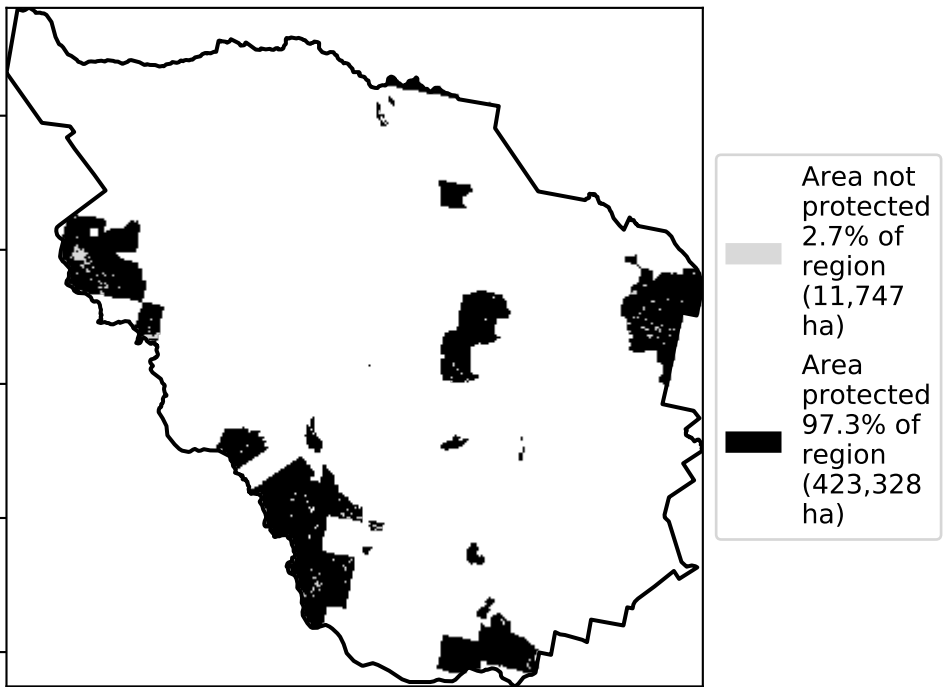 Area not
protected
2.7% of
region
(11,747
ha)
Area
protected
97.3% of
region
(423,328
ha)